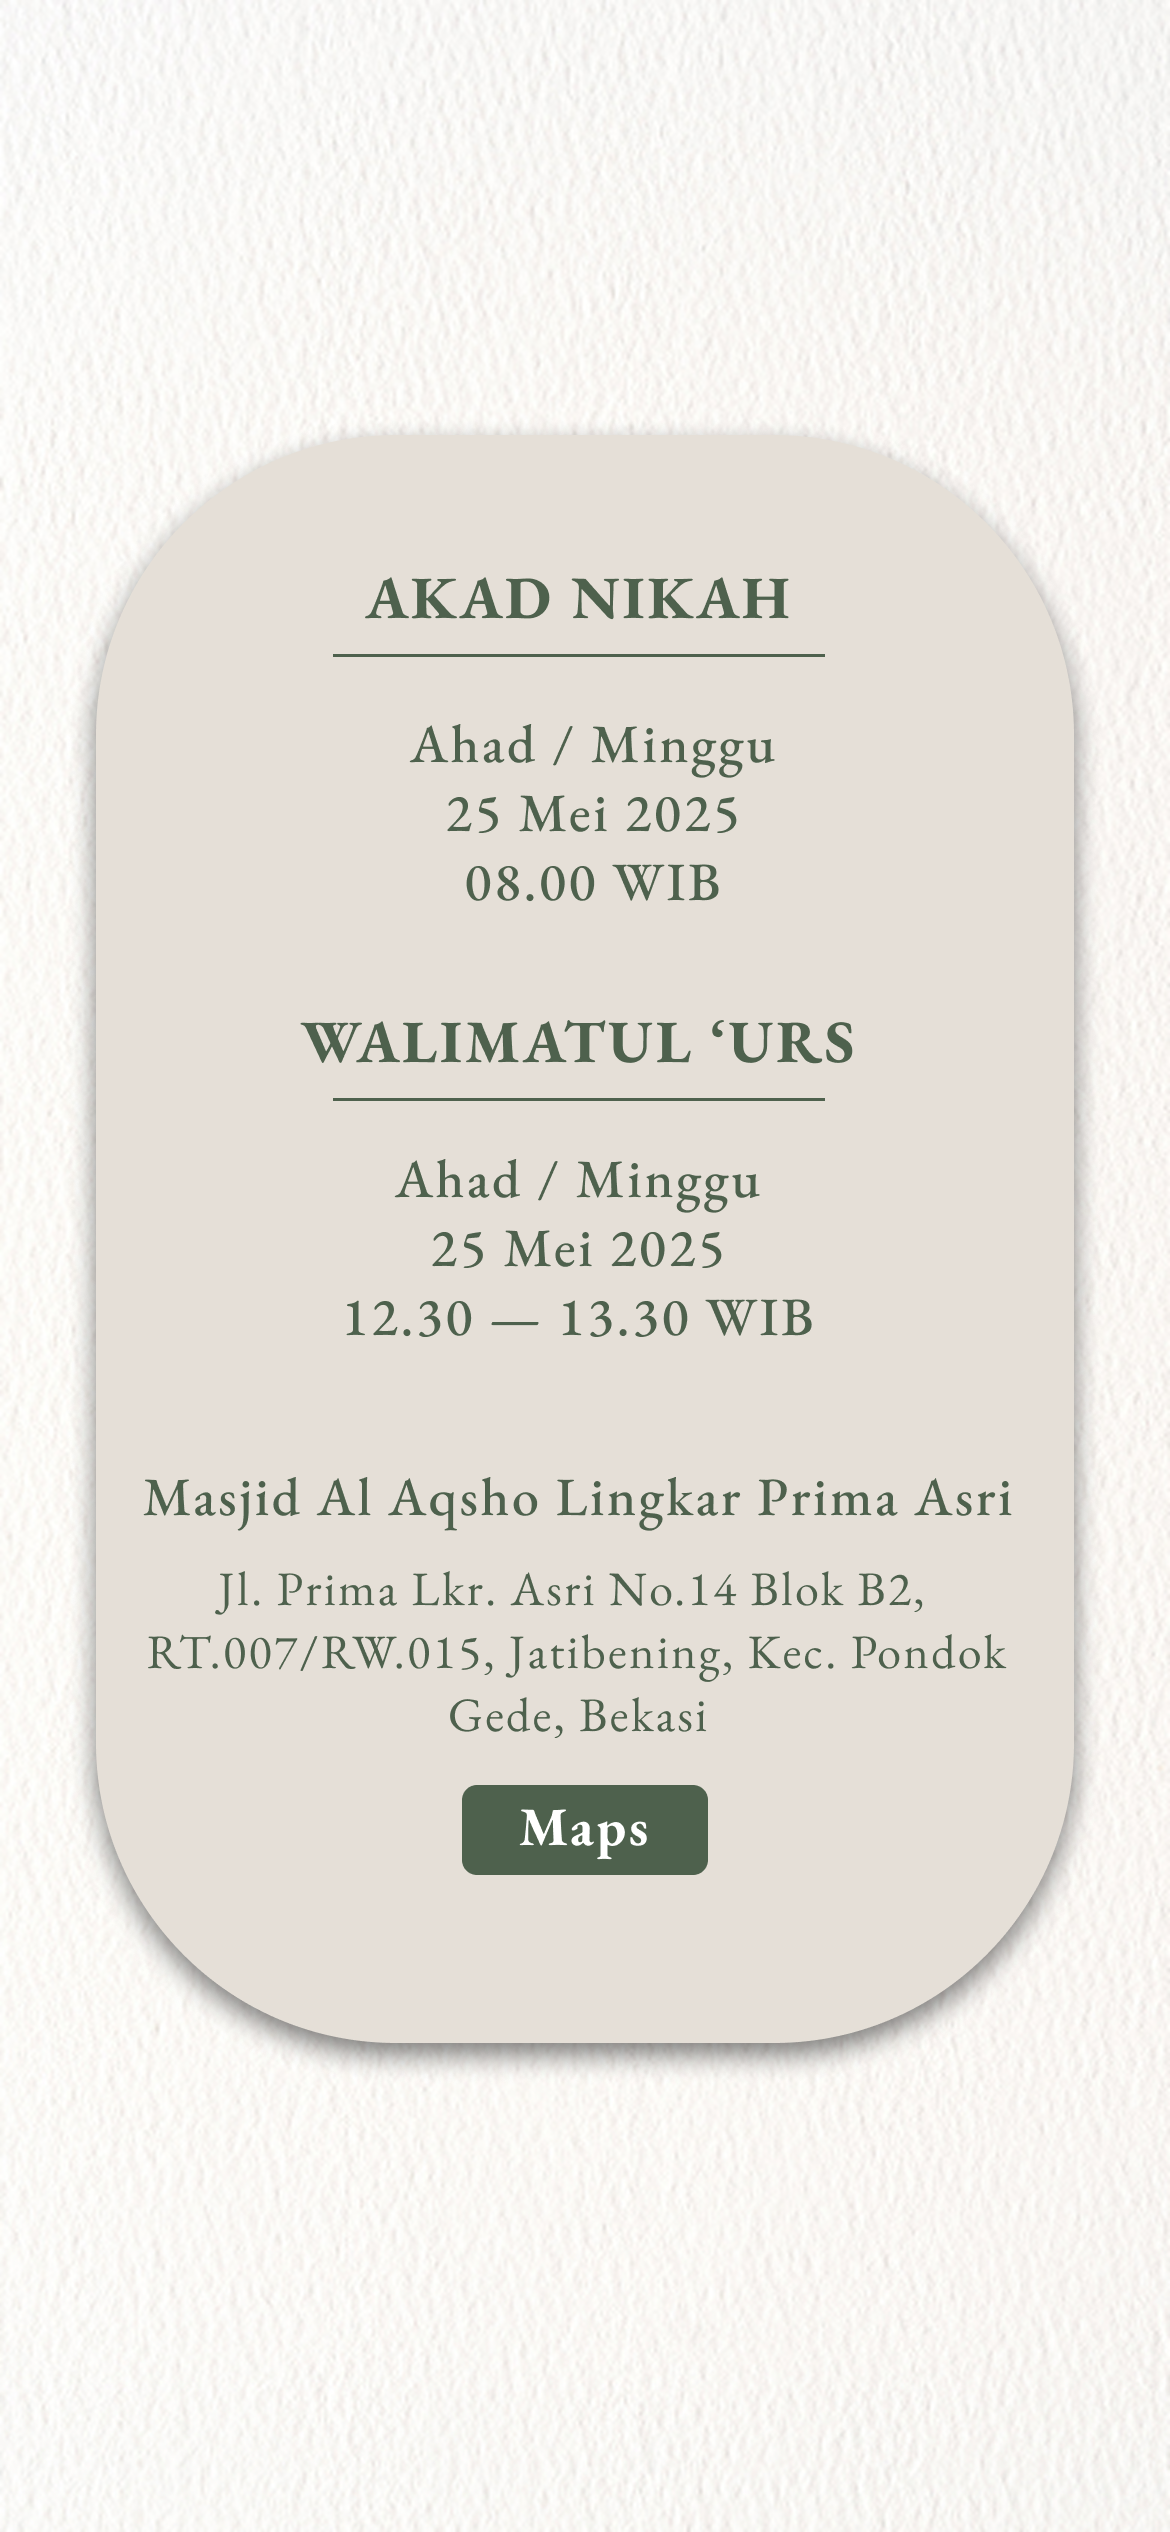 AKAD NIKAH
Ahad / Minggu
25 Mei 2025
08.00 WIB
WALIMATUL ‘URS
Ahad / Minggu
25 Mei 2025
12.30 — 13.30 WIB
Masjid Al Aqsho Lingkar Prima Asri
Jl. Prima Lkr. Asri No.14 Blok B2,
RT.007/RW.015, Jatibening, Kec. Pondok
Gede, Bekasi
Maps